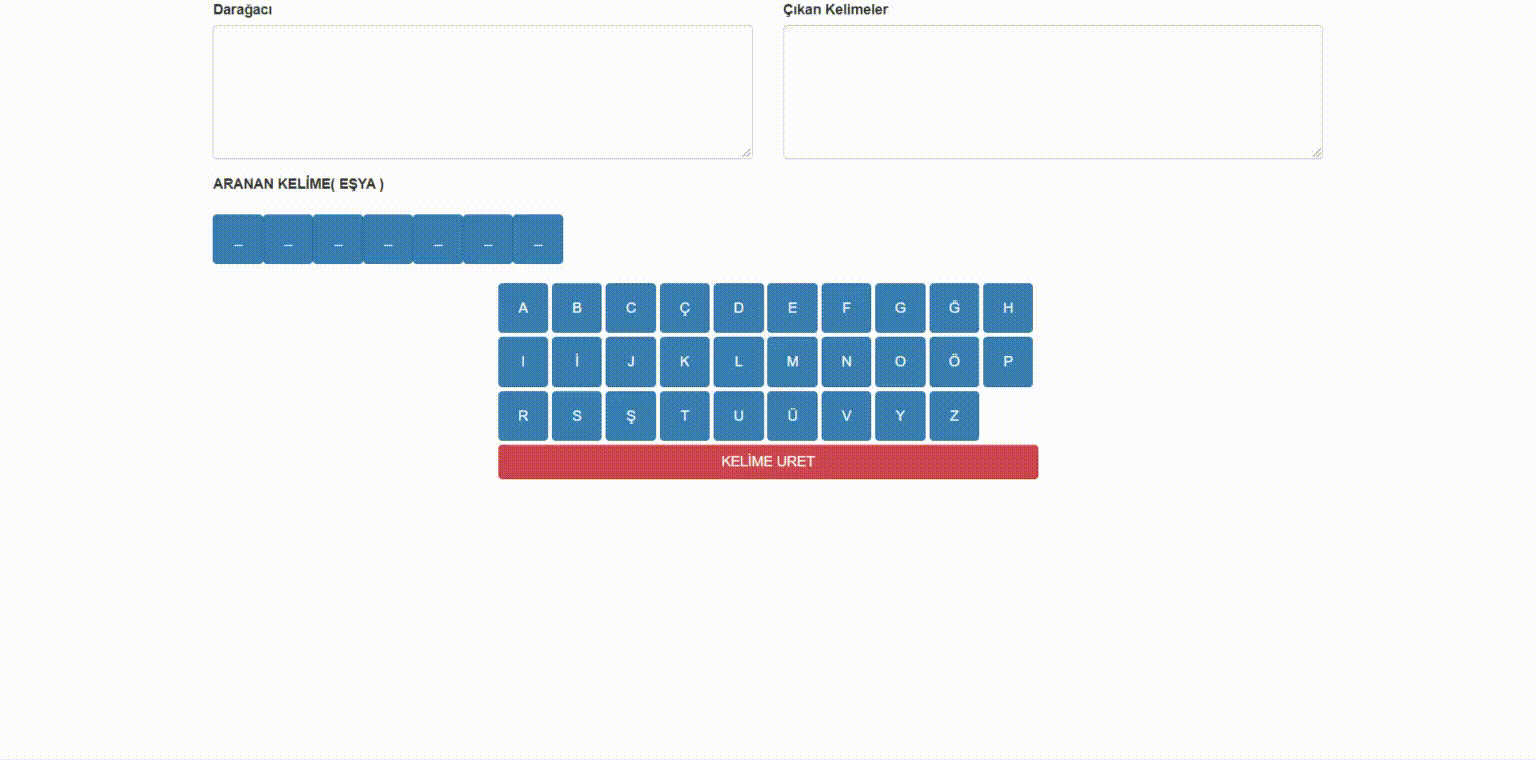 Darağacı
Çıkan Kelimeler
ARANAN KELİME( EŞYA )
_ _ _ _ _ _ _
A B C Ç D E F G Ğ H
I İ J K L M N O Ö P
R S Ş T U Ü V Y Z
KELİME URET